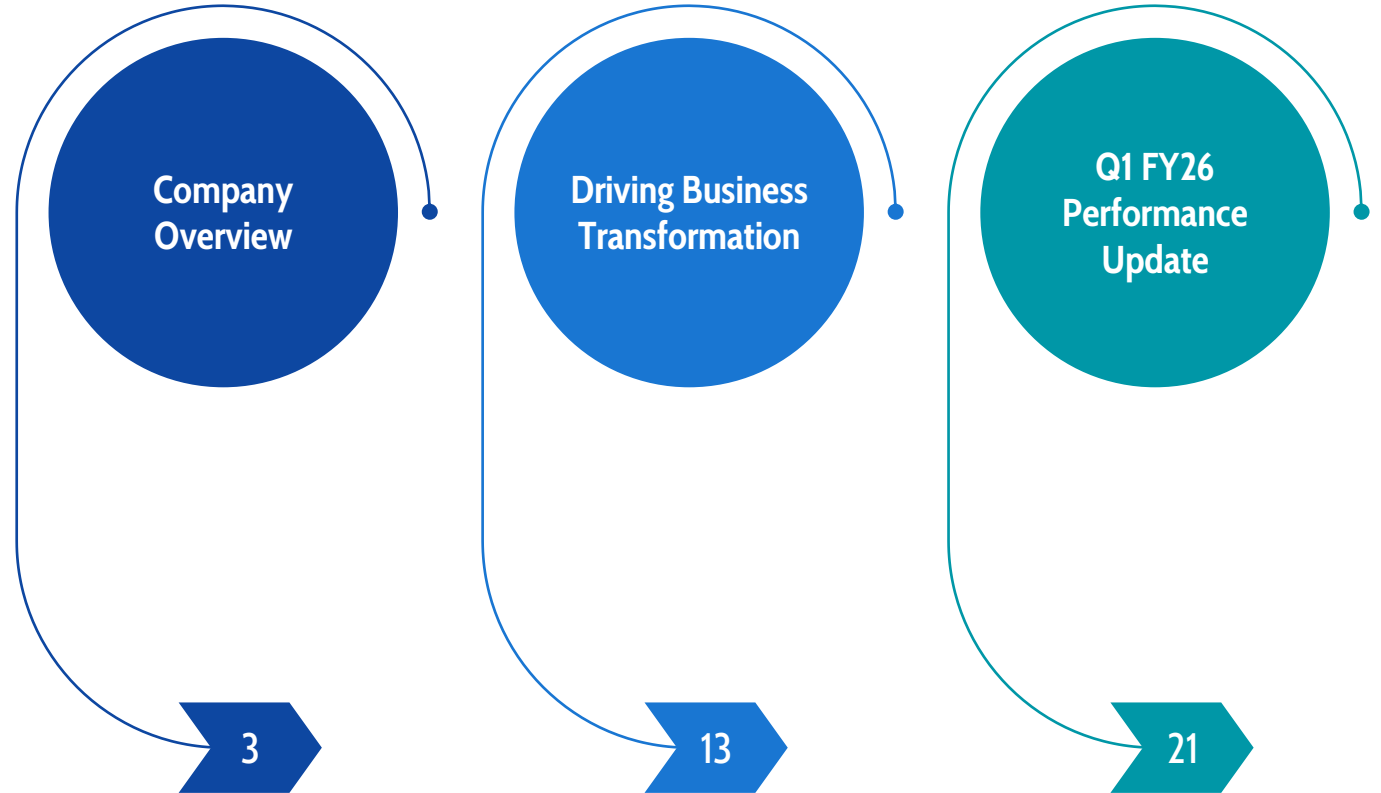 Company
Overview
3
Driving Business
Transformation
13
Q1 FY26
Performance
Update
21